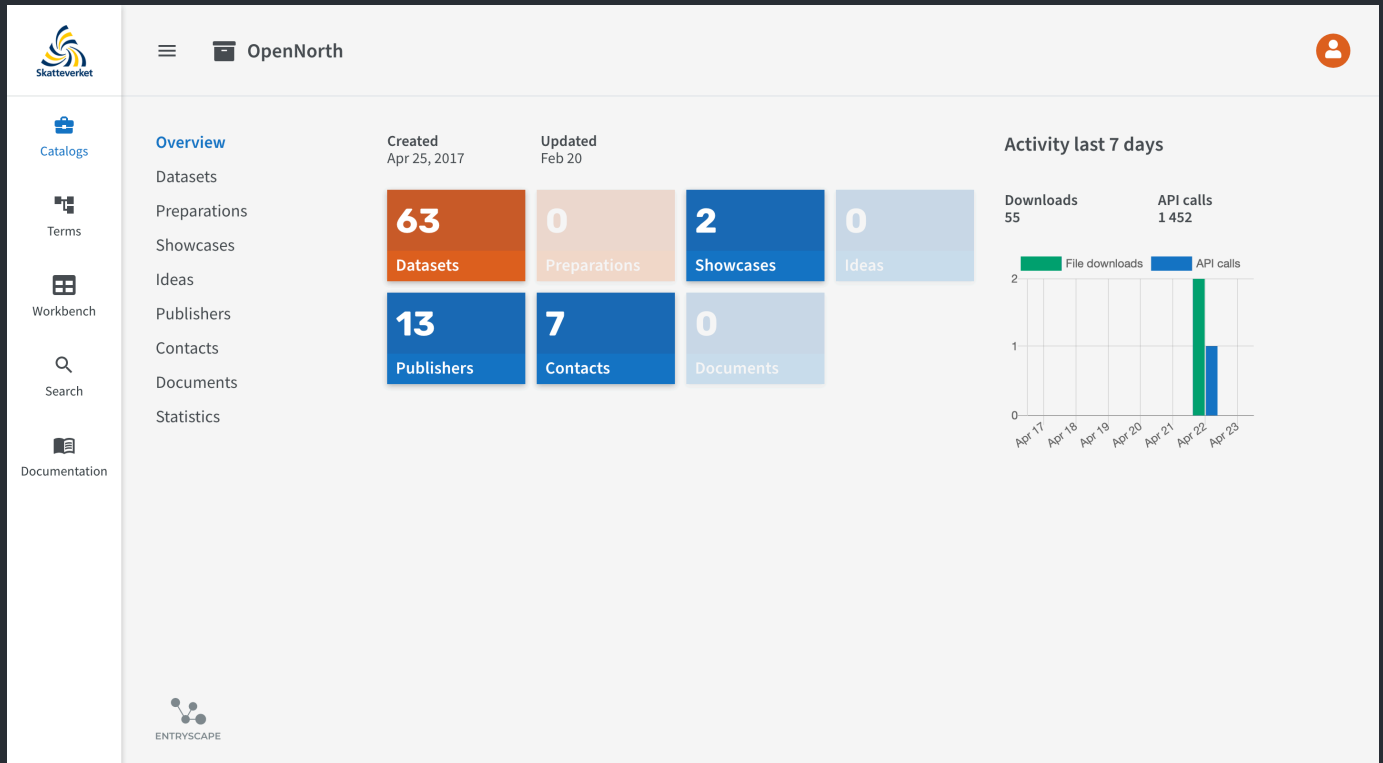 Skatteverket
OpenNorth
Catalogs
Terms
Workbench
Search
Documentation
Overview
Datasets
Preparations
Showcases
Ideas
Publishers
Contacts
Documents
Statistics
Created
Apr 25, 2017
Updated
Feb 20
63
Datasets
0
Preparations
2
Showcases
0
Ideas
13
Publishers
7
Contacts
0
Documents
Activity last 7 days
Downloads
55
API calls
1 452
File downloads
API calls
2
1
0
Apr 17
Apr 18
Apr 19
Apr 20
Apr 21
Apr 22
Apr 23
ENTRYSCAPE